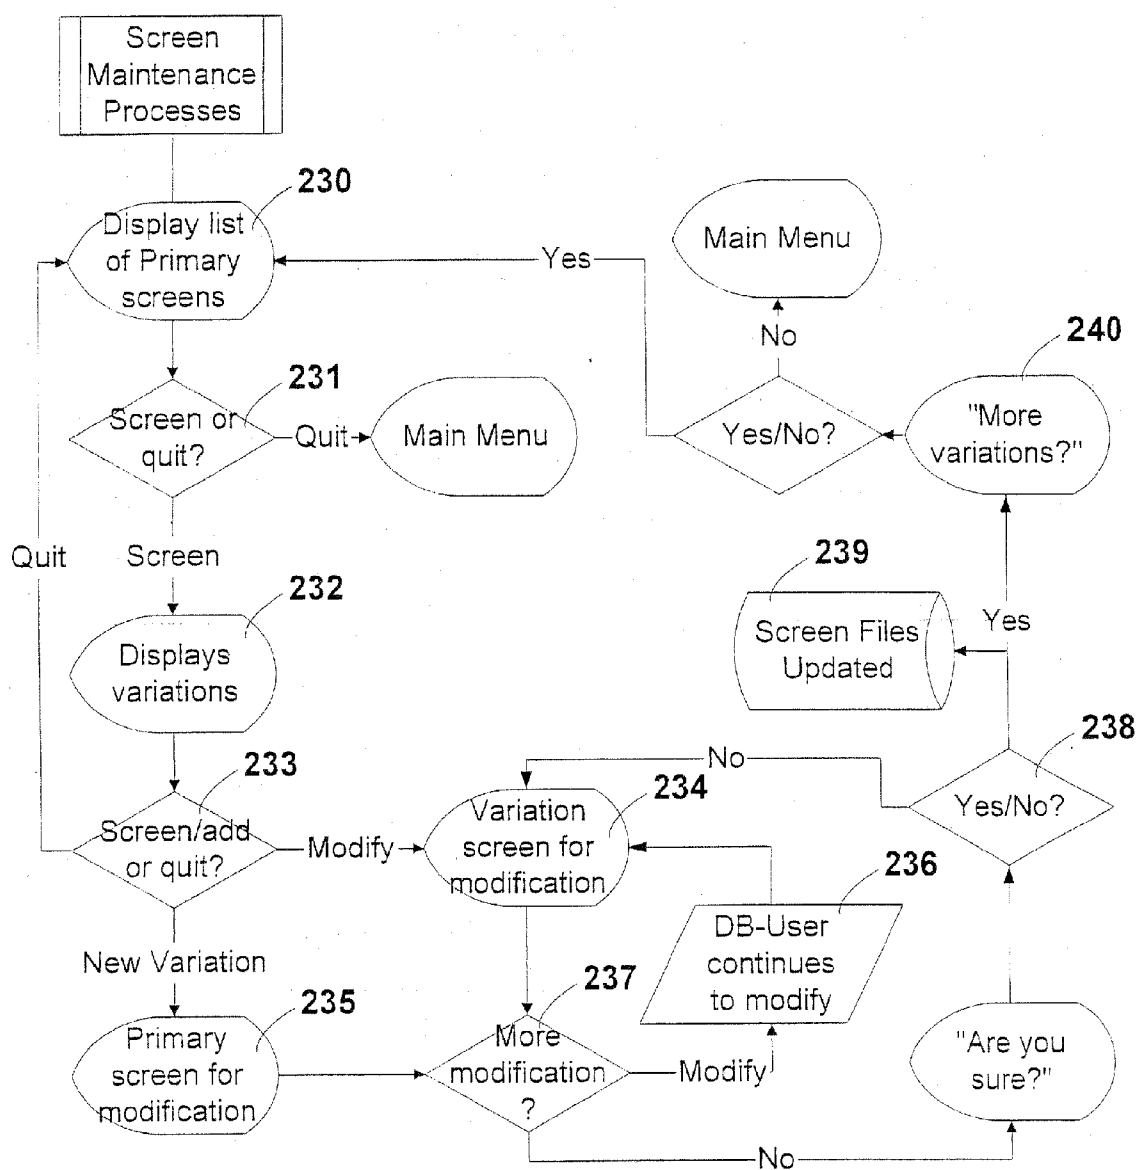 Screen
Maintenance
Processes
230
Display list
of Primary
screens
Yes
Main Menu
No
240
"More
variations?"
Yes/No?
231
Screen or
quit?
Quit
Main Menu
Quit
Screen
239
Screen Files
Updated
Yes
232
Displays
variations
238
Yes/No?
No
233
Screen/add
or quit?
Modify
234
Variation
screen for
modification
236
DB-User
continues
to modify
New Variation
235
Primary
screen for
modification
237
More
modification
?
Modify
"Are you
sure?"
No